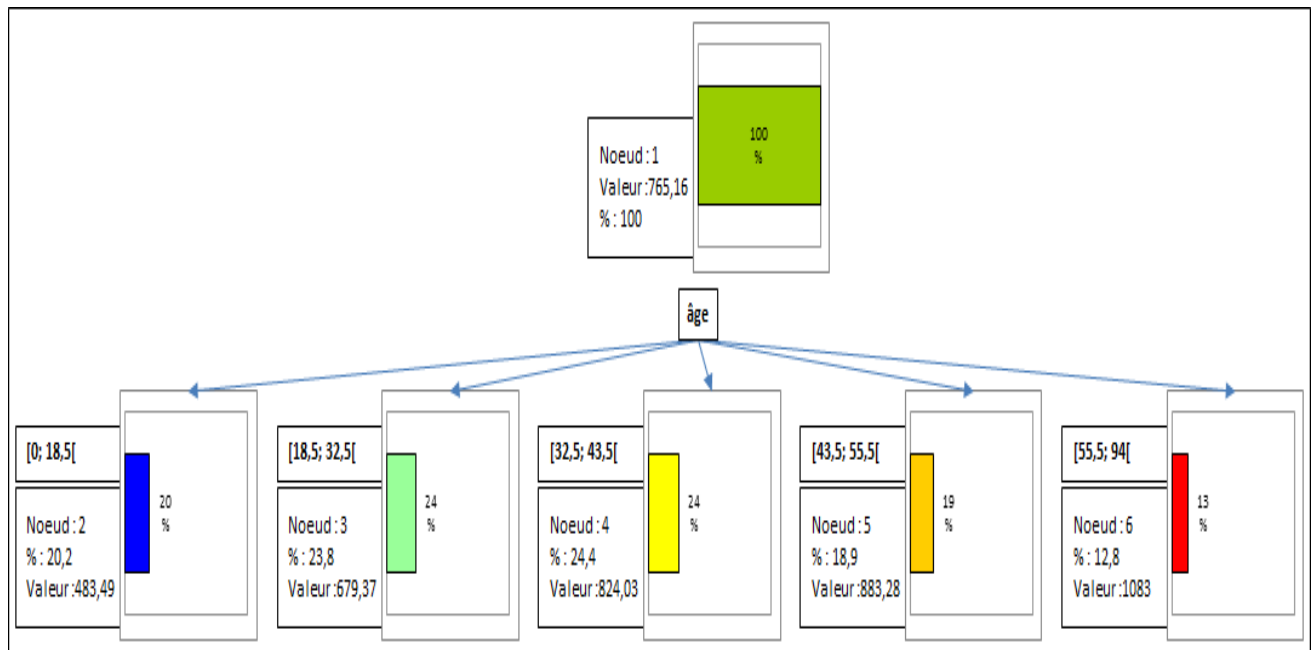 100
%
Noeud : 1
Valeur :765,16
% : 100
âge
[0; 18,5[
20
%
Noeud : 2
% : 20,2
Valeur :483,49
[18,5; 32,5[
24
%
Noeud : 3
% : 23,8
Valeur :679,37
[32,5; 43,5[
24
%
Noeud : 4
% : 24,4
Valeur :824,03
[43,5; 55,5[
19
%
Noeud : 5
% : 18,9
Valeur :883,28
[55,5; 94[
13
%
Noeud : 6
% : 12,8
Valeur :1083